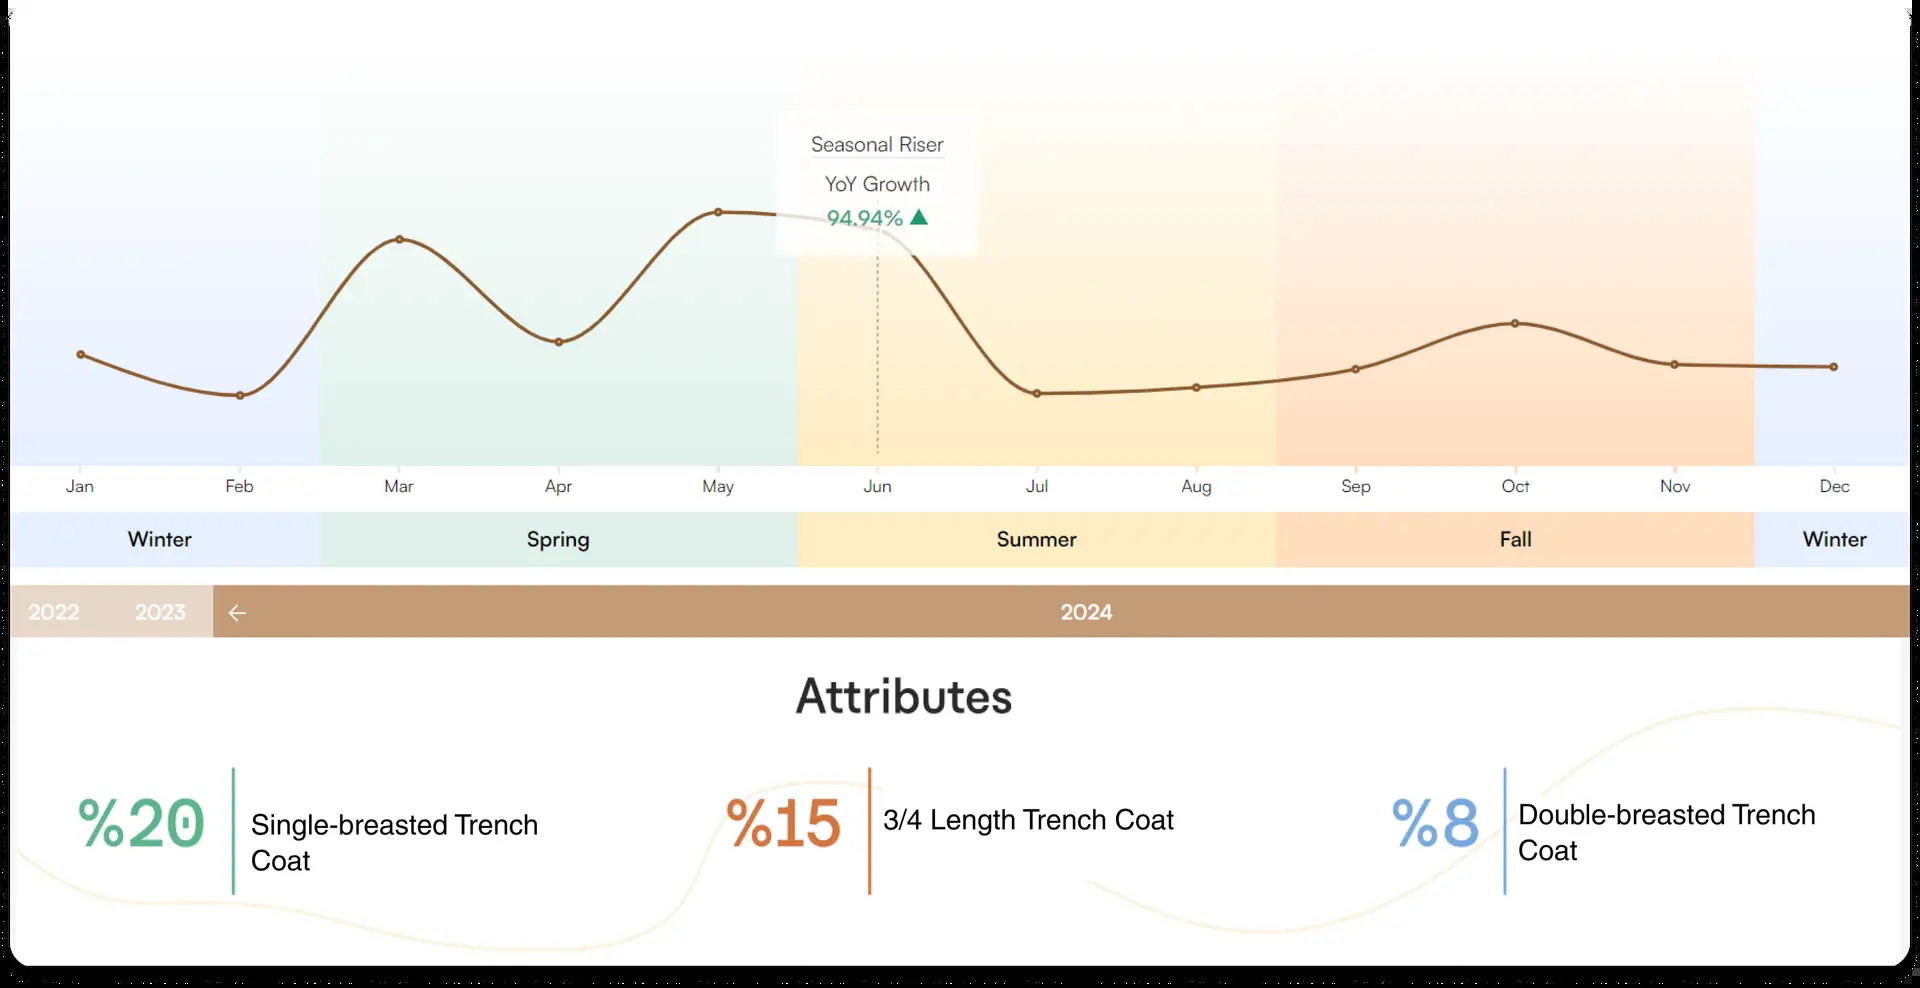 Seasonal Riser
YoY Growth
94.94% ▲
Jan Feb Mar Apr May Jun Jul Aug Sep Oct Nov Dec
Winter Spring Summer Fall Winter
2022 2023 ← 2024
Attributes
%20
Single-breasted Trench
Coat
%15
3/4 Length Trench Coat
%8
Double-breasted Trench
Coat